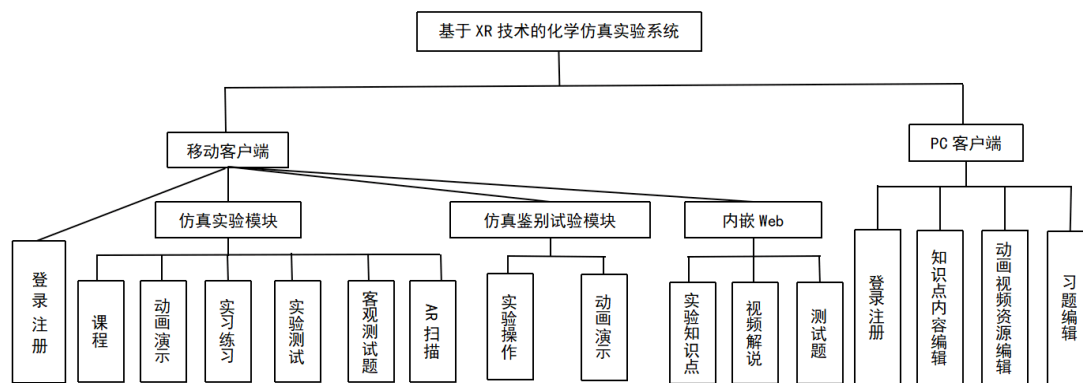 基于 XR 技术的化学仿真实验系统
移动客户端
PC 客户端
仿真实验模块
仿真鉴别试验模块
内嵌 Web
登录注册
课程
动画演示
实习练习
实验测试
客观测试题
AR 扫描
实验操作
动画演示
实验知识点
视频解说
测试题
登录注册
知识点内容编辑
动画视频资源编辑
习题编辑